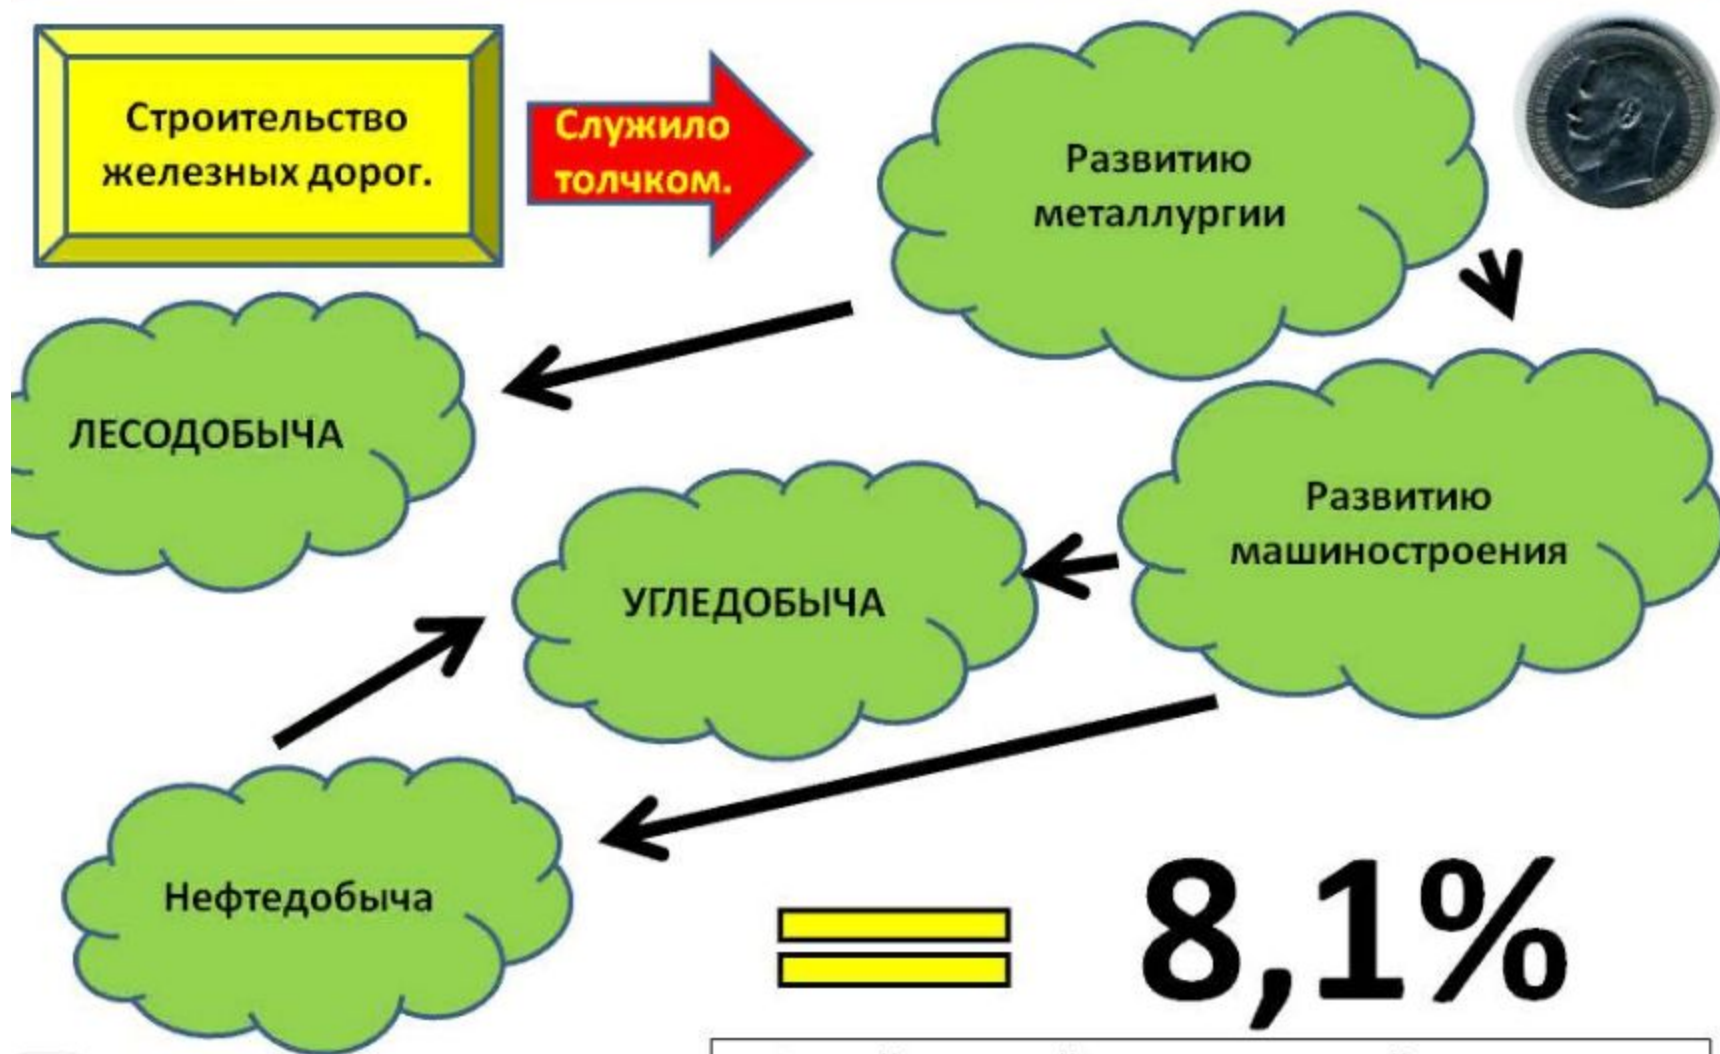 Строительство
железных дорог.
Служило
толчком.
Развитию
металлургии
ЛЕСОДОБЫЧА
Развитию
машиностроения
УГЛЕДОБЫЧА
Нефтедобыча
8,1%